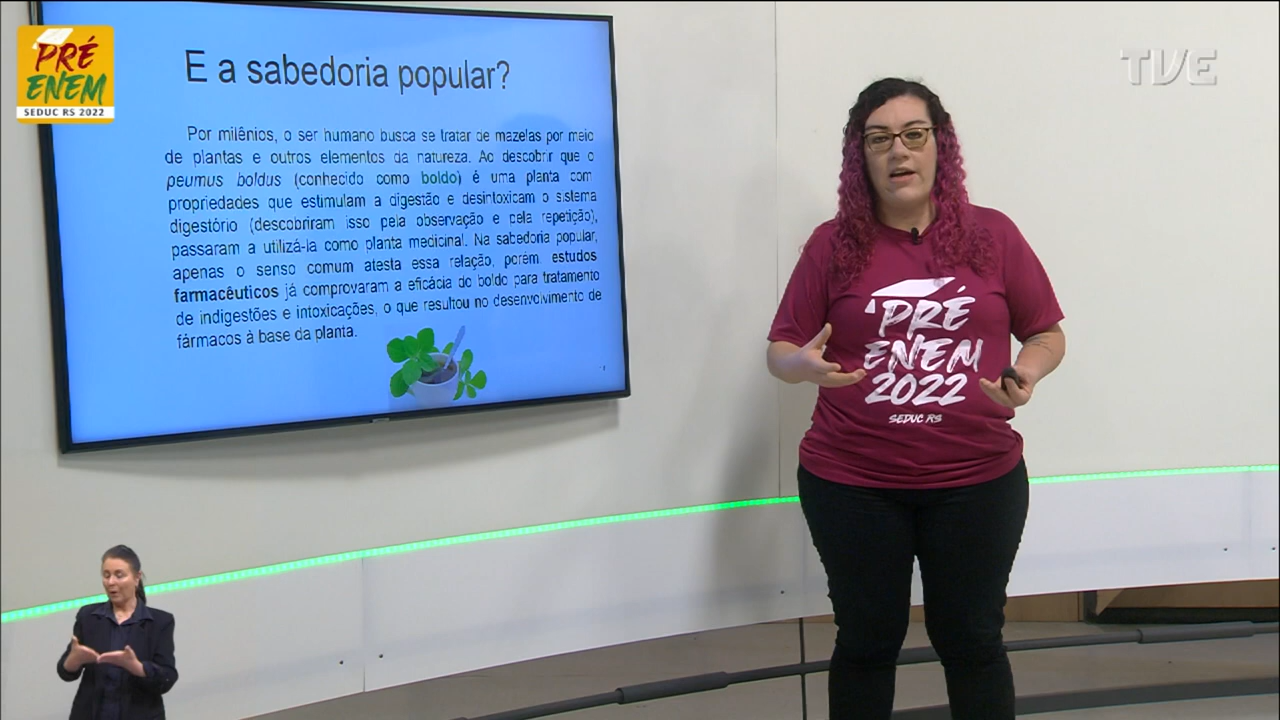 PRÉ
ENEM
SEDUC RS 2022
E a sabedoria popular?
Por milênios, o ser humano busca se tratar de mazelas por meio
de plantas e outros elementos da natureza. Ao descobrir que o
peumus boldus (conhecido como boldo) é uma planta com
propriedades que estimulam a digestão e desintoxicam o sistema
digestório (descobriram isso pela observação e pela repetição),
passaram a utilizá-la como planta medicinal. Na sabedoria popular,
apenas o senso comum atesta essa relação, porém estudos
farmacêuticos já comprovaram a eficácia do boldo para tratamento
de indigestões e intoxicações, o que resultou no desenvolvimento de
fármacos à base da planta.
TVE
PRÉ
ENEM
2022
SEDUC RS